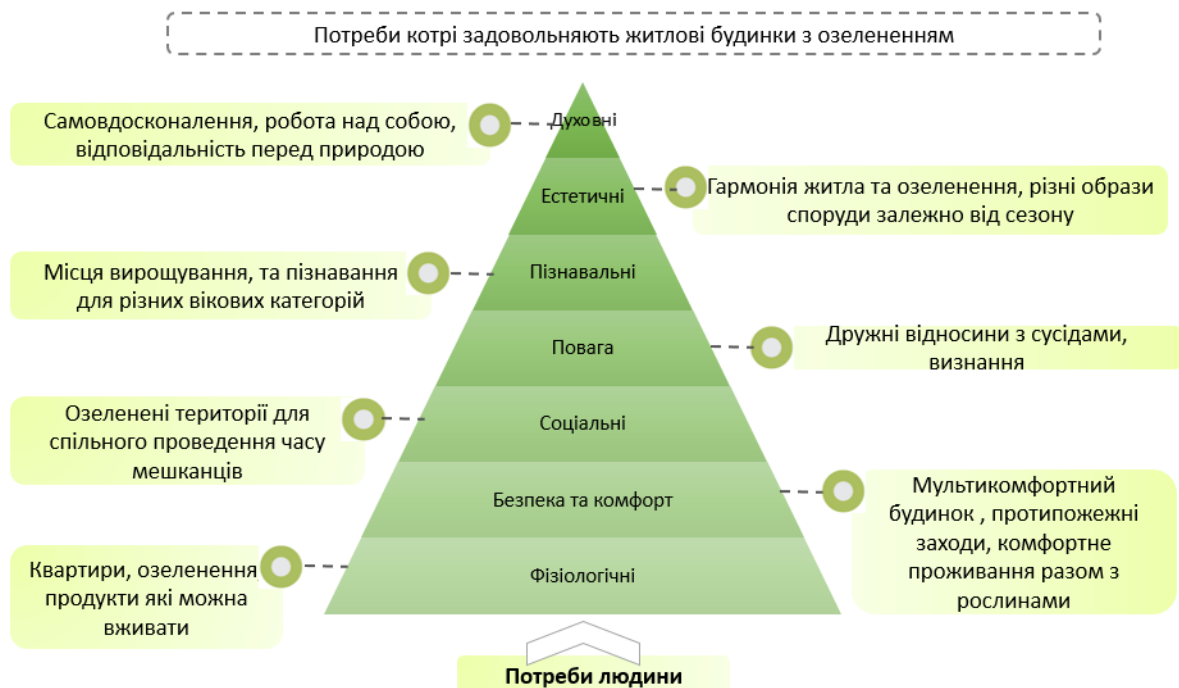 Потреби котрі задовольняють житлові будинки з озелененням
Духовні
Самовдосконалення, робота над собою,
відповідальність перед природою
Естетичні
Гармонія житла та озеленення, різні образи
споруди залежно від сезону
Пізнавальні
Місця вирощування, та пізнавання
для різних вікових категорій
Повага
Дружні відносини з сусідами,
визнання
Соціальні
Озеленені території для
спільного проведення часу
мешканців
Безпека та комфорт
Мультикомфортний
будинок , протипожежні
заходи, комфортне
проживання разом з
рослинами
Фізіологічні
Квартири, озеленення
продукти які можна
вживати
Потреби людини